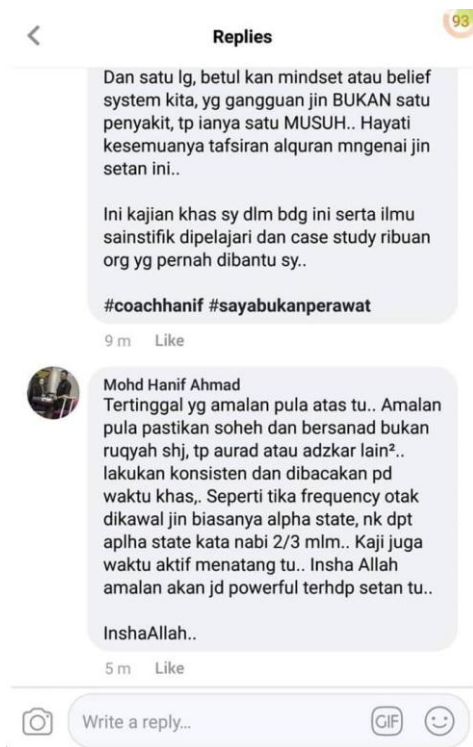 93
Replies
Dan satu lg, betul kan mindset atau belief
system kita, yg gangguan jin BUKAN satu
penyakit, tp ianya satu MUSUH.. Hayati
kesemuanya tafsiran alquran mngenai jin
setan ini..
Ini kajian khas sy dlm bdg ini serta ilmu
sainstifik dipelajari dan case study ribuan
org yg pernah dibantu sy..
#coachhanif #sayabukanperawat
9 m Like
Mohd Hanif Ahmad
Tertinggal yg amalan pula atas tu.. Amalan
pula pastikan soheh dan bersanad bukan
ruqyah shj, tp aurad atau adzkar lain²..
lakukan konsisten dan dibacakan pd
waktu khas,. Seperti tika frequency otak
dikawal jin biasanya alpha state, nk dpt
aplha state kata nabi 2/3 mlm.. Kaji juga
waktu aktif menatang tu.. Insha Allah
amalan akan jd powerful terhdp setan tu..
InshaAllah..
5 m Like
Write a reply...
GIF